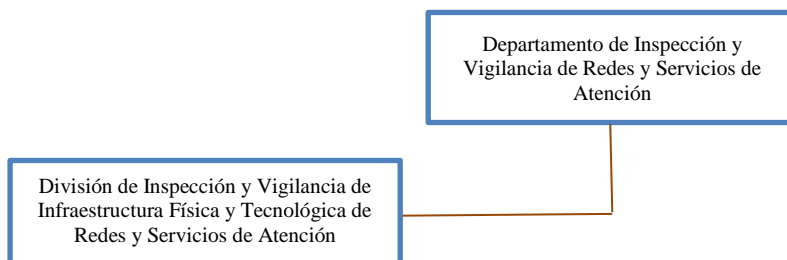 Departamento de Inspección y
Vigilancia de Redes y Servicios de
Atención
División de Inspección y Vigilancia de
Infraestructura Física y Tecnológica de
Redes y Servicios de Atención